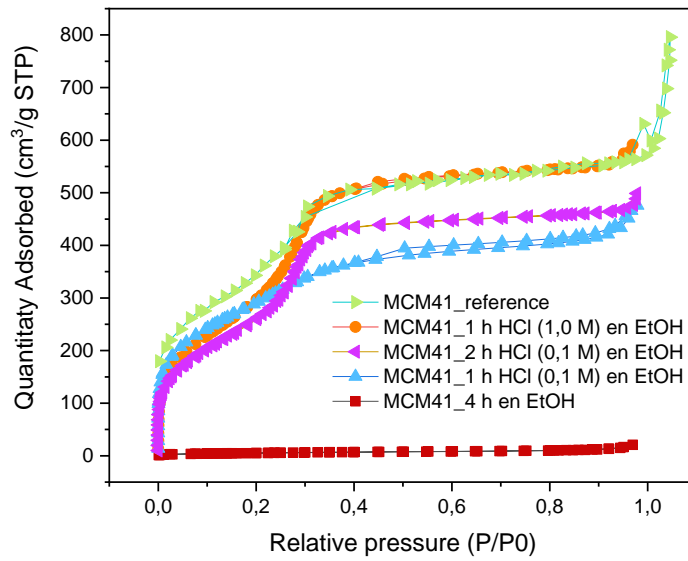 800
700
600
500
400
300
200
100
0
Quantitaty Adsorbed (cm³/g STP)
MCM41_reference
MCM41_1 h HCl (1,0 M) en EtOH
MCM41_2 h HCl (0,1 M) en EtOH
MCM41_1 h HCl (0,1 M) en EtOH
MCM41_4 h en EtOH
0,0 0,2 0,4 0,6 0,8 1,0
Relative pressure (P/P0)